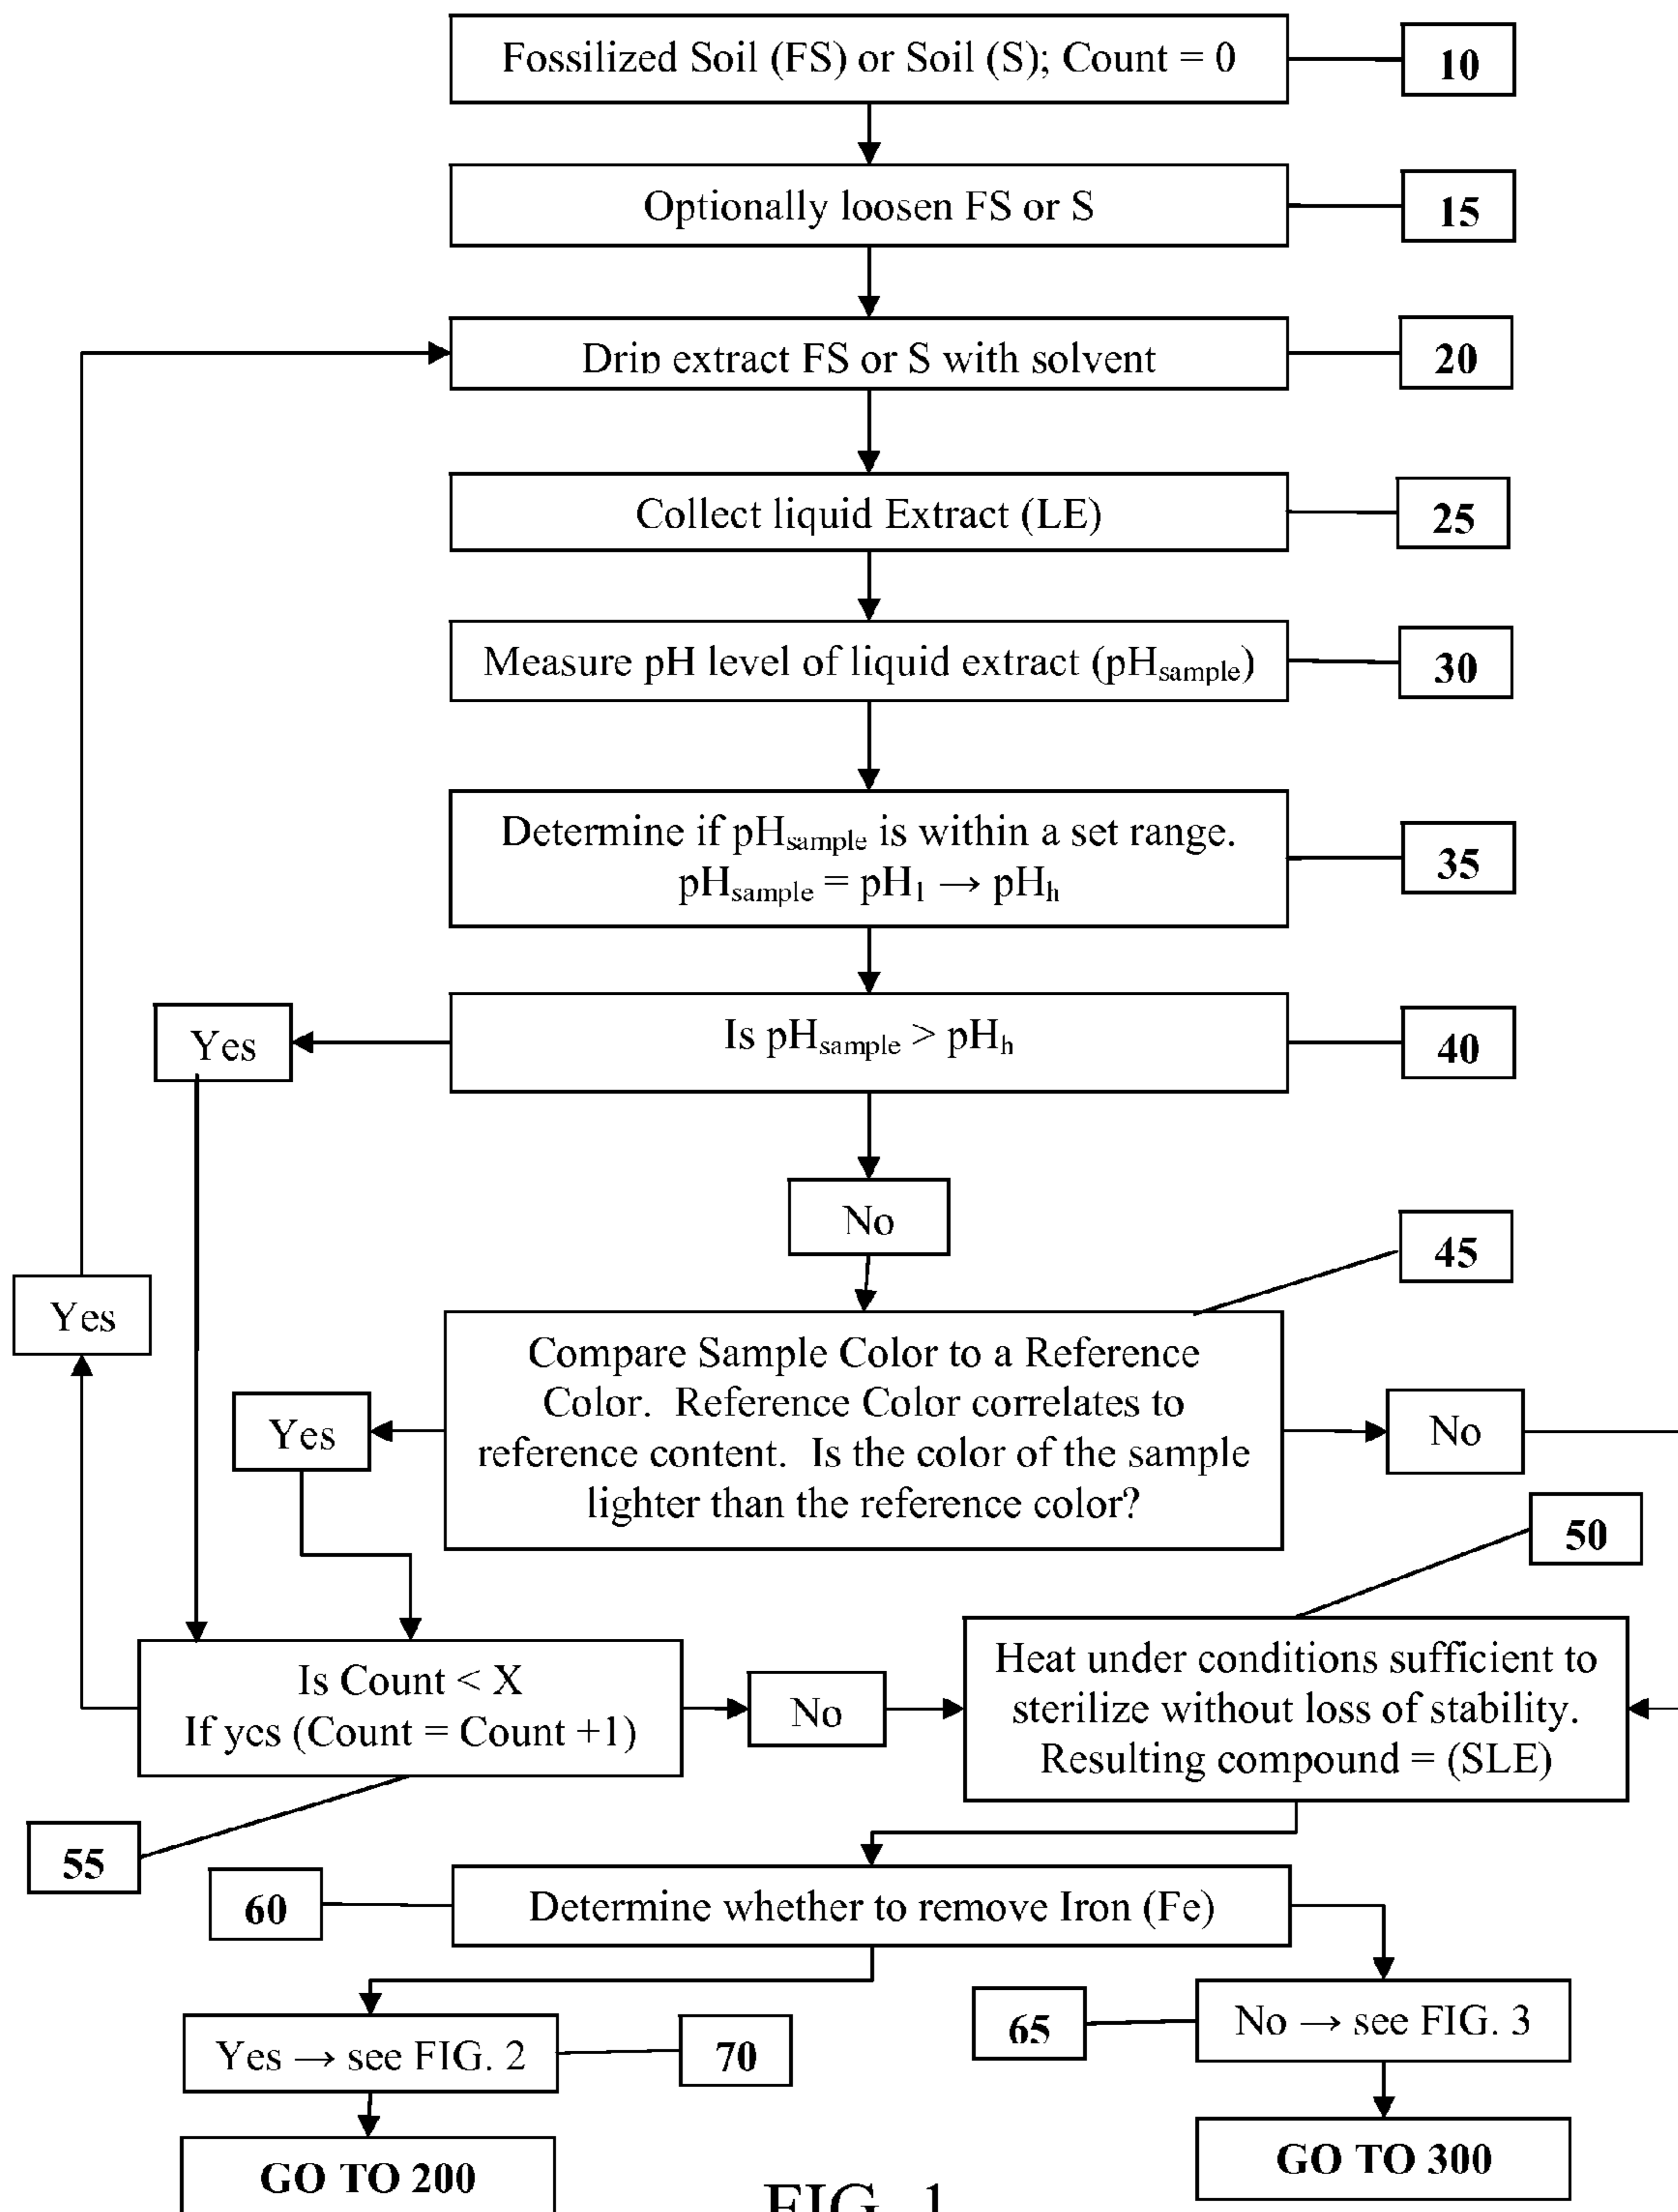 Fossilized Soil (FS) or Soil (S); Count = 0
10
Optionally loosen FS or S
15
Drip extract FS or S with solvent
20
Collect liquid Extract (LE)
25
Measure pH level of liquid extract (pHsample)
30
Determine if pHsample is within a set range.
pHsample = pHl → pHh
35
Yes
Is pHsample > pHh
40
No
45
Yes
Compare Sample Color to a Reference
Color. Reference Color correlates to
reference content. Is the color of the sample
lighter than the reference color?
Yes
No
50
Is Count < X
If yes (Count = Count +1)
No
Heat under conditions sufficient to
sterilize without loss of stability.
Resulting compound = (SLE)
55
60
Determine whether to remove Iron (Fe)
Yes → see FIG. 2
70
65
No → see FIG. 3
GO TO 200
GO TO 300
FIG. 1